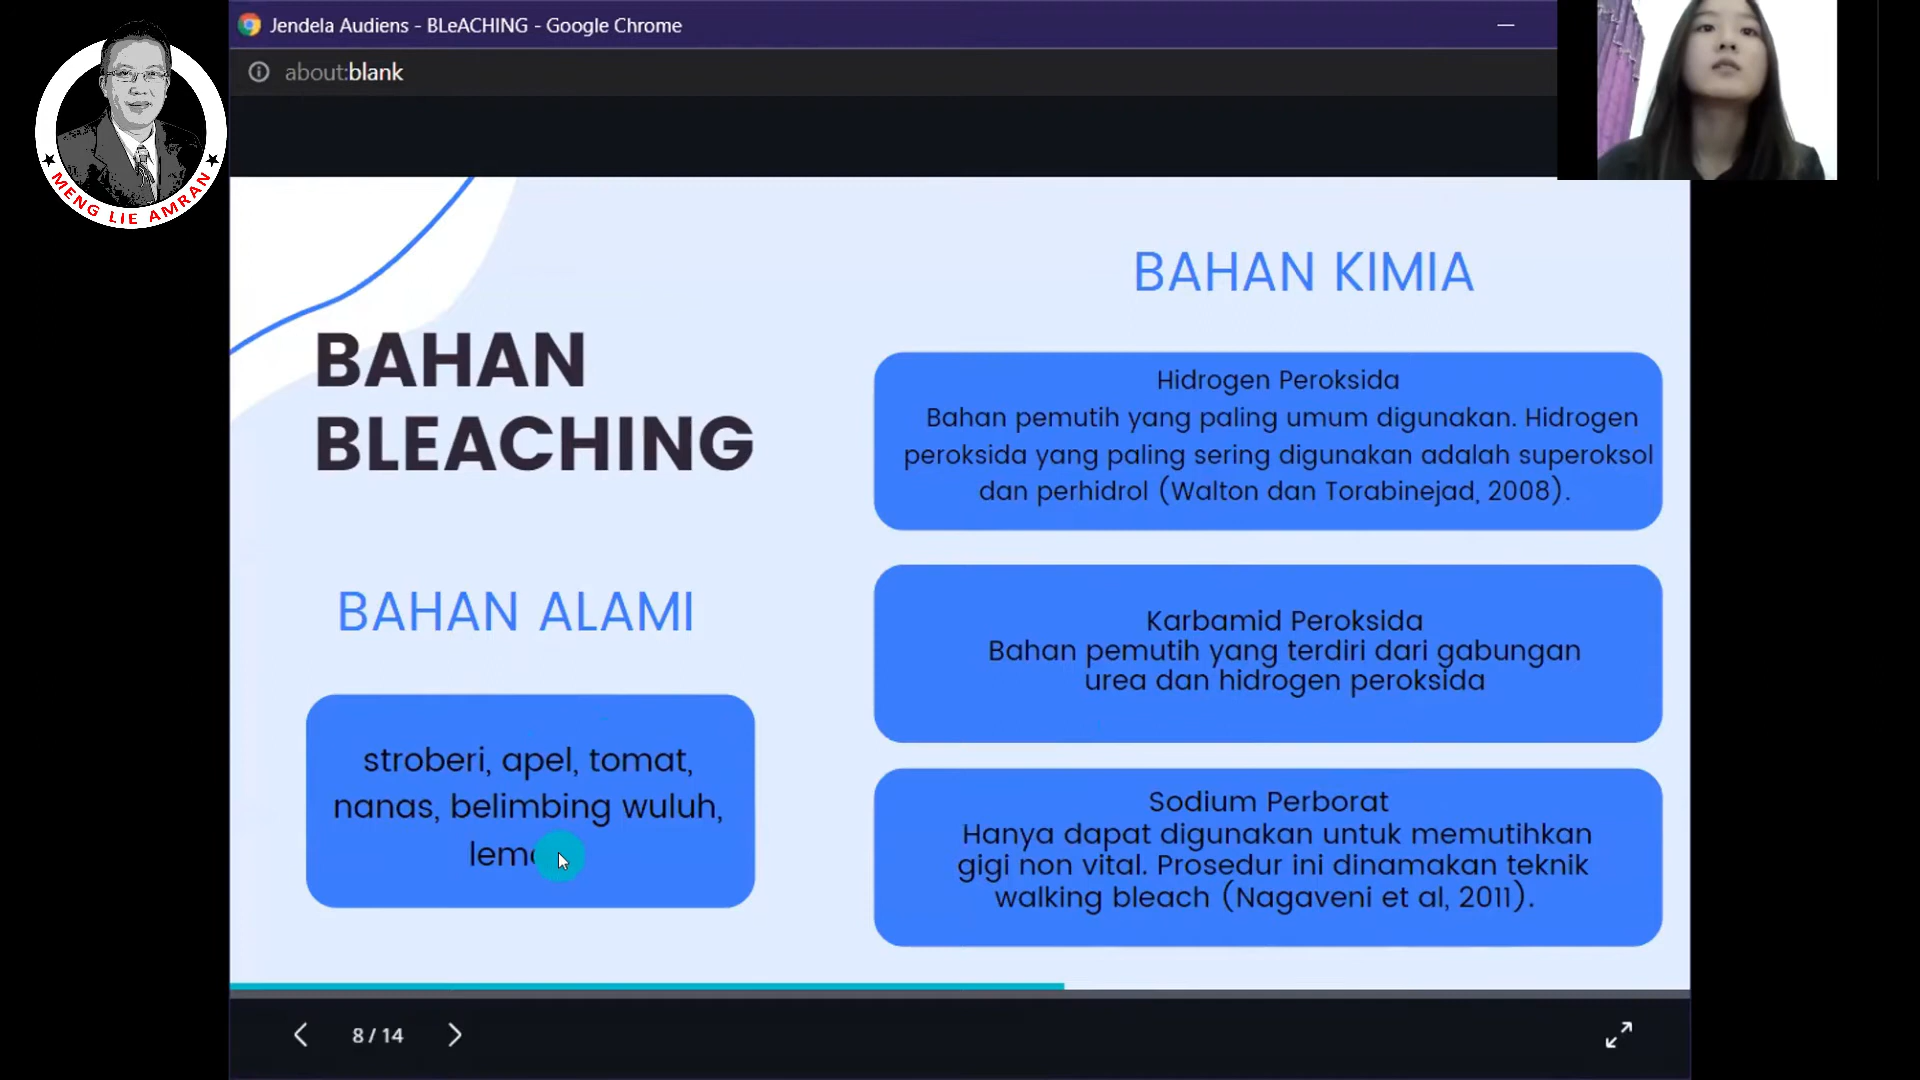 Jendela Audiens - BLeACHING - Google Chrome
about:blank
MENG LIE AMRAN
BAHAN
BLEACHING
BAHAN ALAMI
stroberi, apel, tomat,
nanas, belimbing wuluh,
BAHAN KIMIA
Hidrogen Peroksida
Bahan pemutih yang paling umum digunakan. Hidrogen
peroksida yang paling sering digunakan adalah superoksol
dan perhidrol (Walton dan Torabinejad, 2008).
Karbamid Peroksida
Bahan pemutih yang terdiri dari gabungan
urea dan hidrogen peroksida
Sodium Perborat
Hanya dapat digunakan untuk memutihkan
gigi non vital. Prosedur ini dinamakan teknik
walking bleach (Nagaveni et al, 2011).
8 / 14